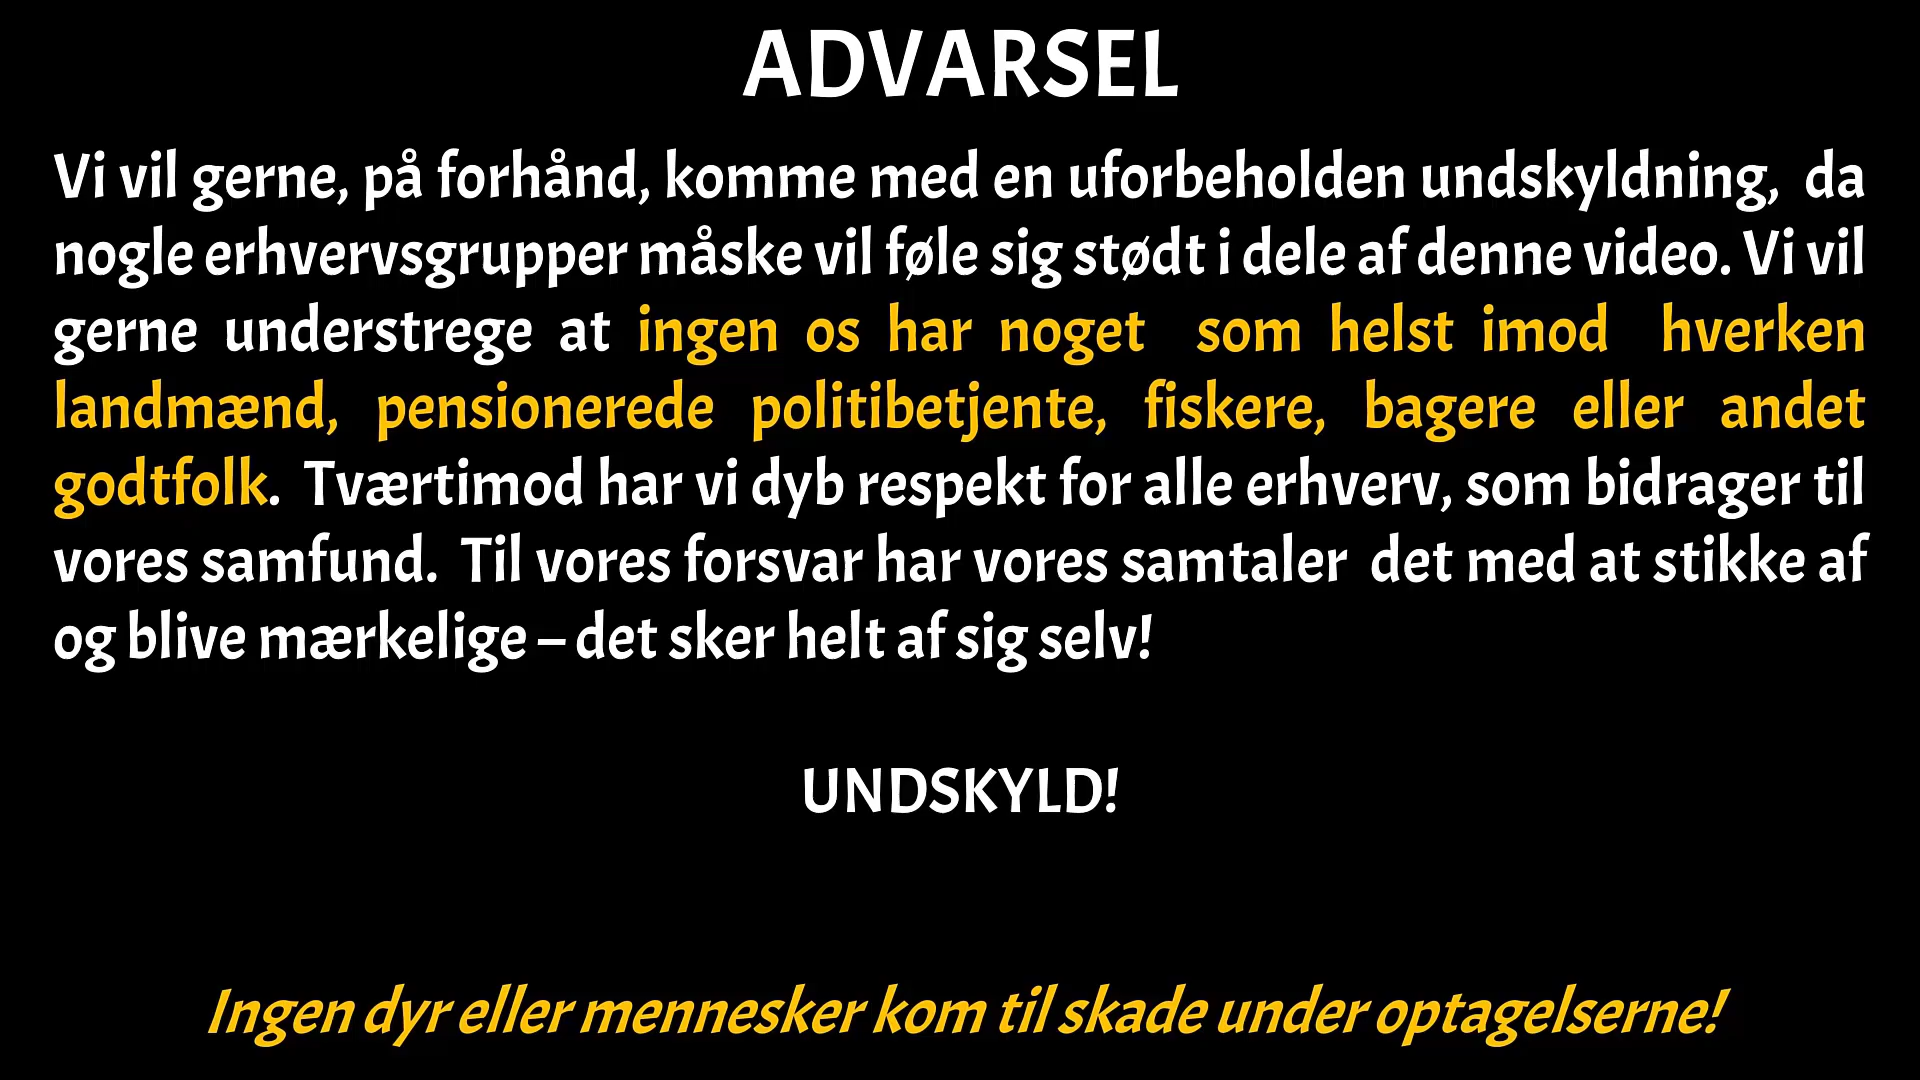 ADVARSEL
Vi vil gerne, på forhånd, komme med en uforbeholden undskyldning, da
nogle erhvervsgrupper måske vil føle sig stødt i dele af denne video. Vi vil
gerne understrege at ingen os har noget som helst imod hverken
landmænd, pensionerede politibetjente, fiskere, bagere eller andet
godtfolk. Tværtimod har vi dyb respekt for alle erhverv, som bidrager til
vores samfund. Til vores forsvar har vores samtaler det med at stikke af
og blive mærkelige – det sker helt af sig selv!
UNDSKYLD!
Ingen dyr eller mennesker kom til skade under optagelserne!